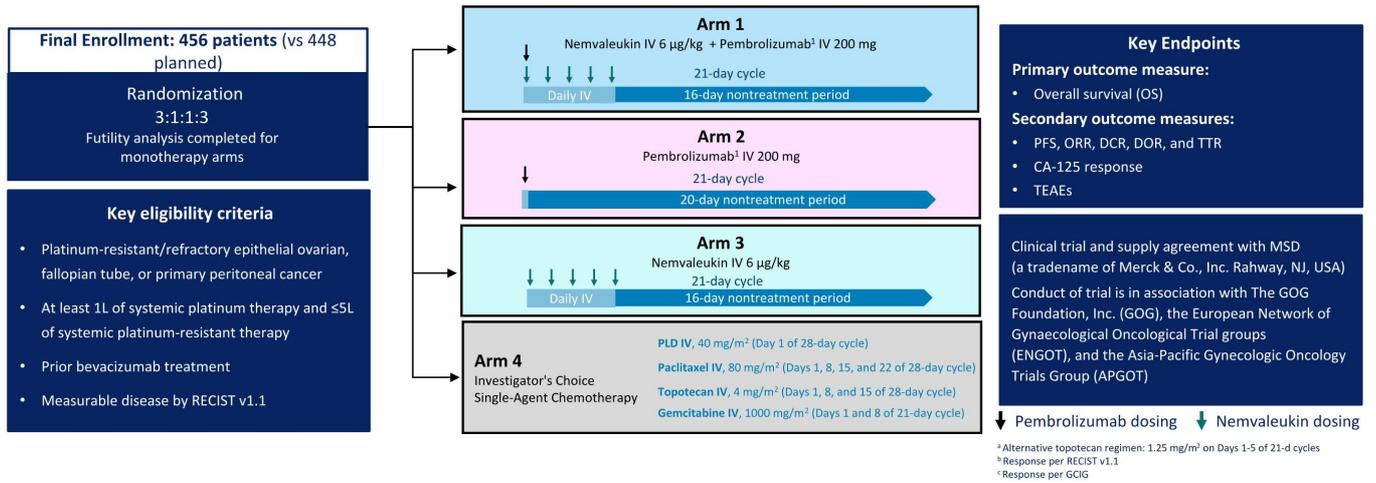 Final Enrollment: 456 patients (vs 448
planned)
Randomization
3:1:1:3
Futility analysis completed for
monotherapy arms
Key eligibility criteria
• Platinum-resistant/refractory epithelial ovarian,
fallopian tube, or primary peritoneal cancer
• At least 1L of systemic platinum therapy and ≤5L
of systemic platinum-resistant therapy
• Prior bevacizumab treatment
• Measurable disease by RECIST v1.1
Arm 1
Nemvaleukin IV 6 µg/kg + Pembrolizumab¹ IV 200 mg
21-day cycle
Daily IV
16-day nontreatment period
Arm 2
Pembrolizumab¹ IV 200 mg
21-day cycle
20-day nontreatment period
Arm 3
Nemvaleukin IV 6 µg/kg
21-day cycle
Daily IV
16-day nontreatment period
Arm 4
Investigator's Choice
Single-Agent Chemotherapy
PLD IV, 40 mg/m² (Day 1 of 28-day cycle)
Paclitaxel IV, 80 mg/m² (Days 1, 8, 15, and 22 of 28-day cycle)
Topotecan IV, 4 mg/m² (Days 1, 8, and 15 of 28-day cycle)
Gemcitabine IV, 1000 mg/m² (Days 1 and 8 of 21-day cycle)
Key Endpoints
Primary outcome measure:
• Overall survival (OS)
Secondary outcome measures:
• PFS, ORR, DCR, DOR, and TTR
• CA-125 response
• TEAEs
Clinical trial and supply agreement with MSD
(a tradename of Merck & Co., Inc. Rahway, NJ, USA)
Conduct of trial is in association with The GOG
Foundation, Inc. (GOG), the European Network of
Gynaecological Oncological Trial groups
(ENGOT), and the Asia-Pacific Gynecologic Oncology
Trials Group (APGOT)
Pembrolizumab dosing
Nemvaleukin dosing
ᵃ Alternative topotecan regimen: 1.25 mg/m² on Days 1-5 of 21-d cycles
ᵇ Response per RECIST v1.1
ᶜ Response per GCIG